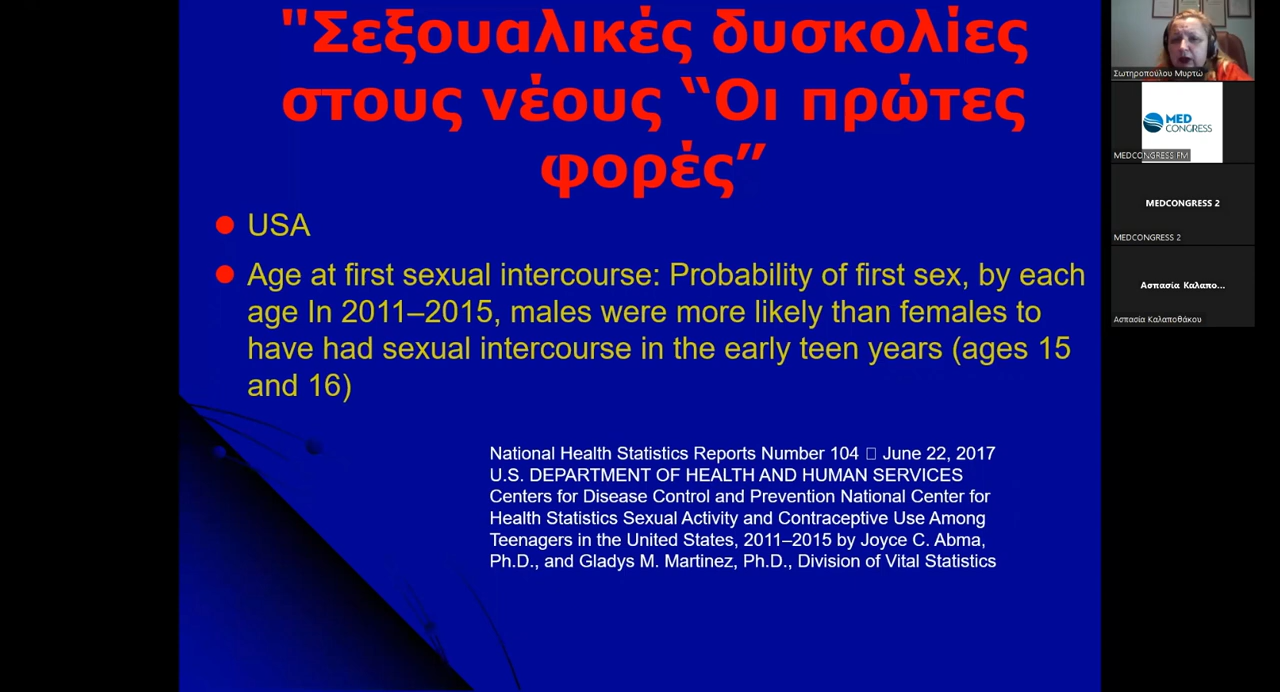 "Σεξουαλικές δυσκολίες
στους νέους “Οι πρώτες
φορές”
USA
Age at first sexual intercourse: Probability of first sex, by each
age In 2011–2015, males were more likely than females to
have had sexual intercourse in the early teen years (ages 15
and 16)
National Health Statistics Reports Number 104 □ June 22, 2017
U.S. DEPARTMENT OF HEALTH AND HUMAN SERVICES
Centers for Disease Control and Prevention National Center for
Health Statistics Sexual Activity and Contraceptive Use Among
Teenagers in the United States, 2011–2015 by Joyce C. Abma,
Ph.D., and Gladys M. Martinez, Ph.D., Division of Vital Statistics
Σωτηροπούλου Μυρτώ
MED
CONGRESS
MEDCONGRESS FM
MEDCONGRESS 2
MEDCONGRESS 2
Ασπασία Καλαπο...
Ασπασία Καλαποθάκου